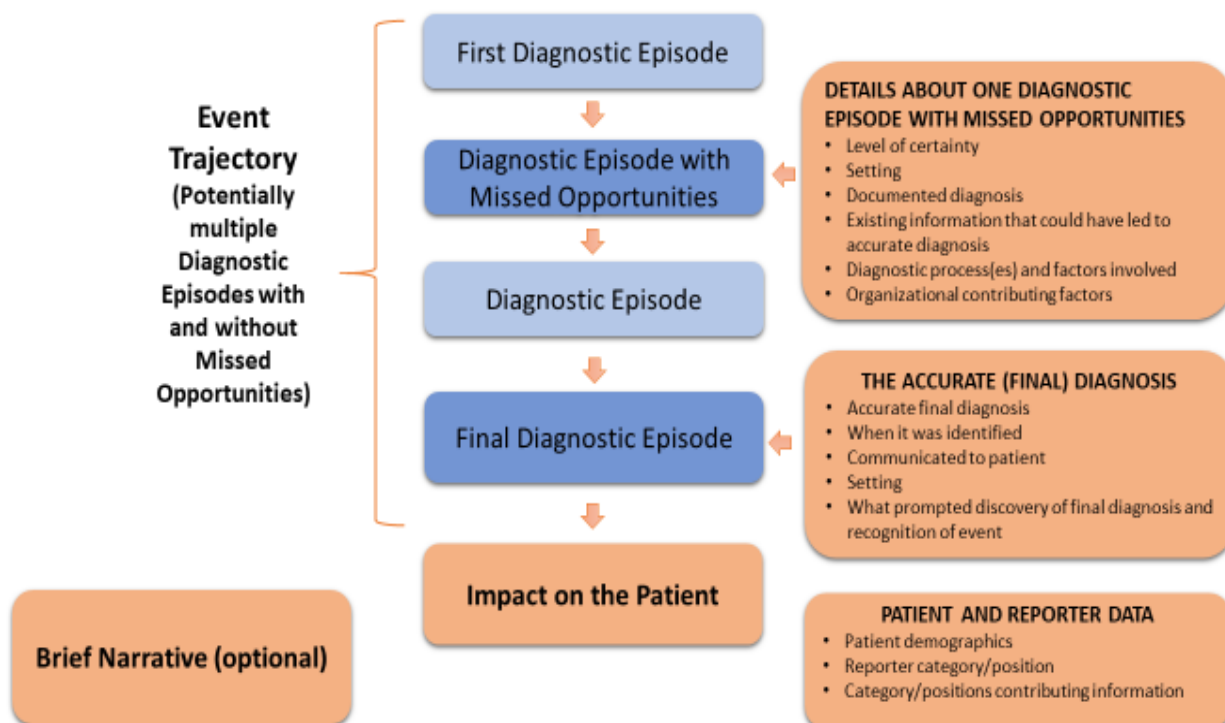 Event
Trajectory
(Potentially
multiple
Diagnostic
Episodes with
and without
Missed
Opportunities)
First Diagnostic Episode
Diagnostic Episode with
Missed Opportunities
Diagnostic Episode
Final Diagnostic Episode
Impact on the Patient
DETAILS ABOUT ONE DIAGNOSTIC
EPISODE WITH MISSED OPPORTUNITIES
• Level of certainty
• Setting
• Documented diagnosis
• Existing information that could have led to
accurate diagnosis
• Diagnostic process(es) and factors involved
• Organizational contributing factors
THE ACCURATE (FINAL) DIAGNOSIS
• Accurate final diagnosis
• When it was identified
• Communicated to patient
• Setting
• What prompted discovery of final diagnosis and
recognition of event
Brief Narrative (optional)
PATIENT AND REPORTER DATA
• Patient demographics
• Reporter category/position
• Category/positions contributing information